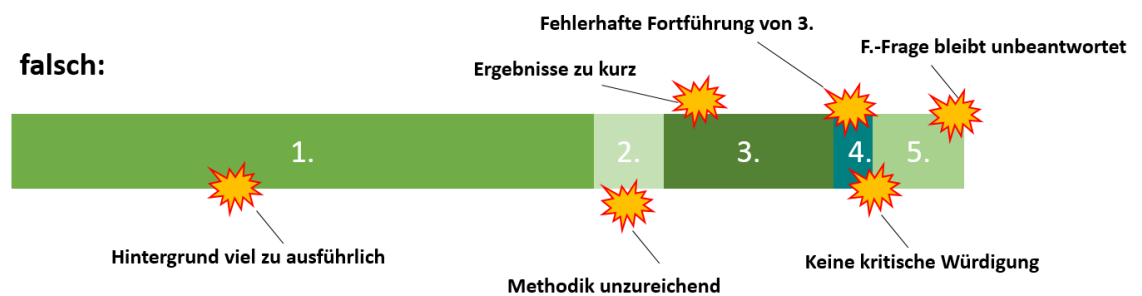 Fehlerhafte Fortführung von 3.
F.-Frage bleibt unbeantwortet
falsch:
Ergebnisse zu kurz
1.
2.
3.
4.
5.
Hintergrund viel zu ausführlich
Keine kritische Würdigung
Methodik unzureichend